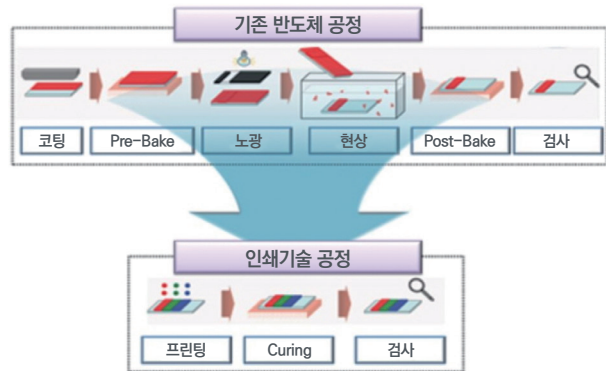 기존 반도체 공정
코팅
Pre-Bake
노광
현상
Post-Bake
검사
인쇄기술 공정
프린팅
Curing
검사